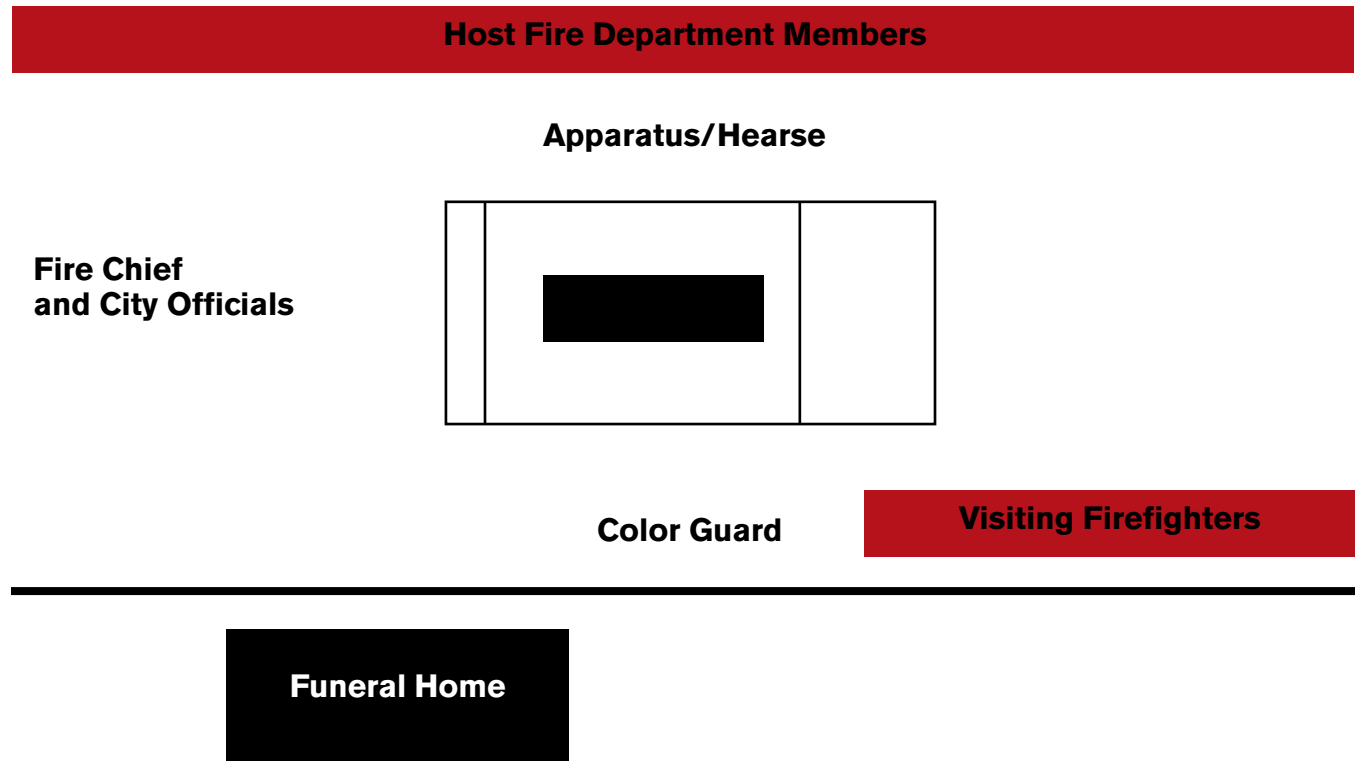 Host Fire Department Members
Apparatus/Hearse
Fire Chief
and City Officials
Color Guard
Visiting Firefighters
Funeral Home